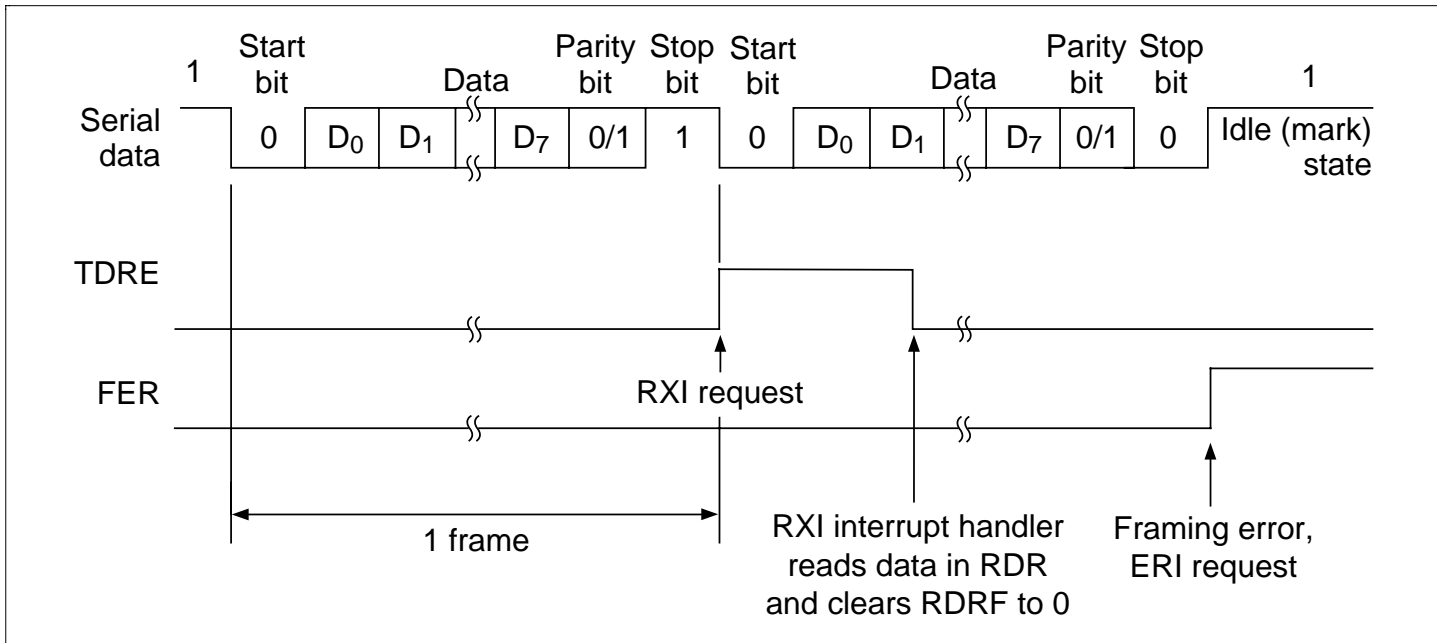 1 Start bit Data Parity bit Stop bit Start bit Data Parity bit Stop bit 1
Serial data 0 D0 D1 D7 0/1 1 0 D0 D1 D7 0/1 0 Idle (mark) state
TDRE
RXI request
FER
1 frame
RXI interrupt handler
reads data in RDR
and clears RDRF to 0
Framing error,
ERI request